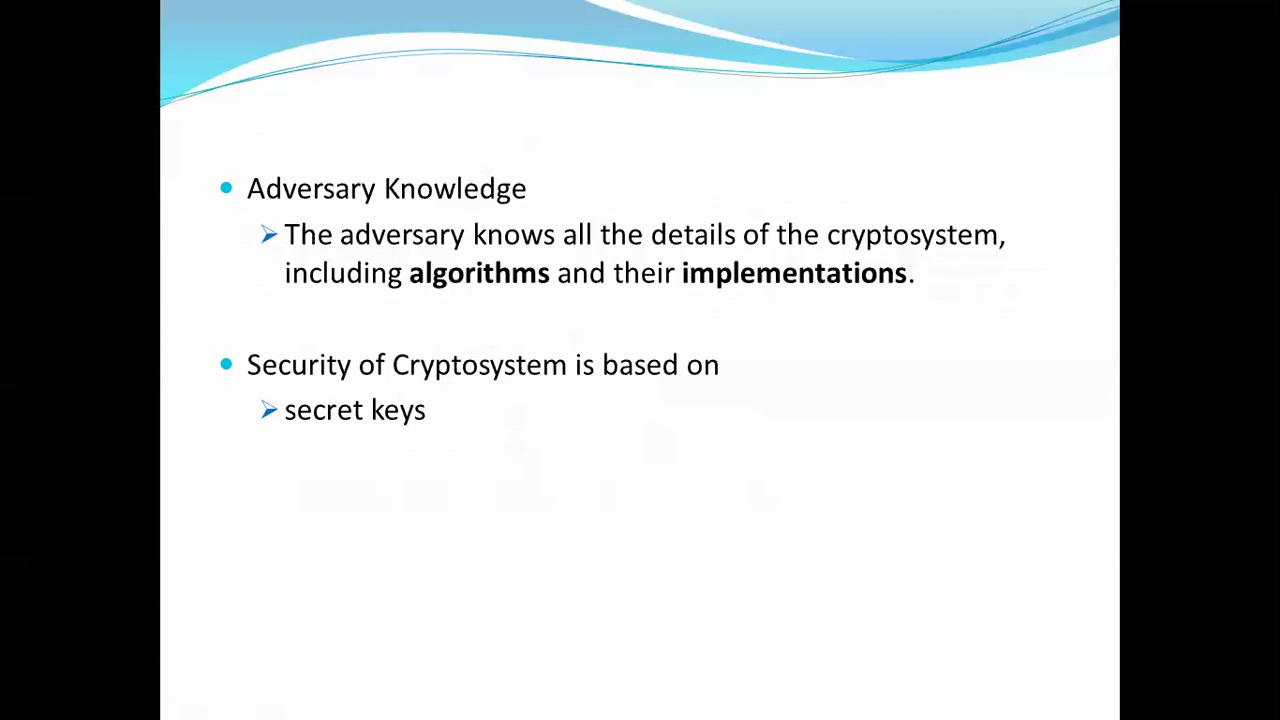 Adversary Knowledge
The adversary knows all the details of the cryptosystem,
including algorithms and their implementations.
Security of Cryptosystem is based on
secret keys